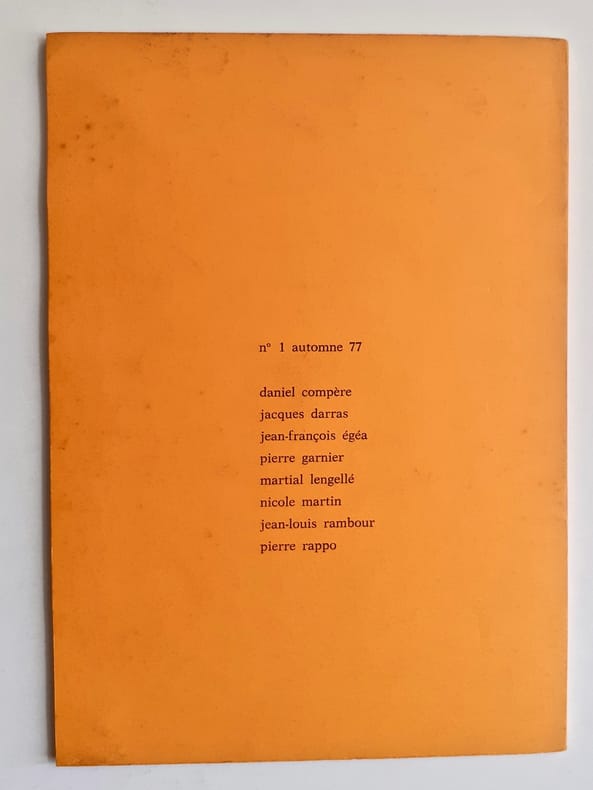 n° 1 automne 77
daniel compère
jacques darras
jean-françois égéa
pierre garnier
martial lengellé
nicole martin
jean-louis rambour
pierre rappo